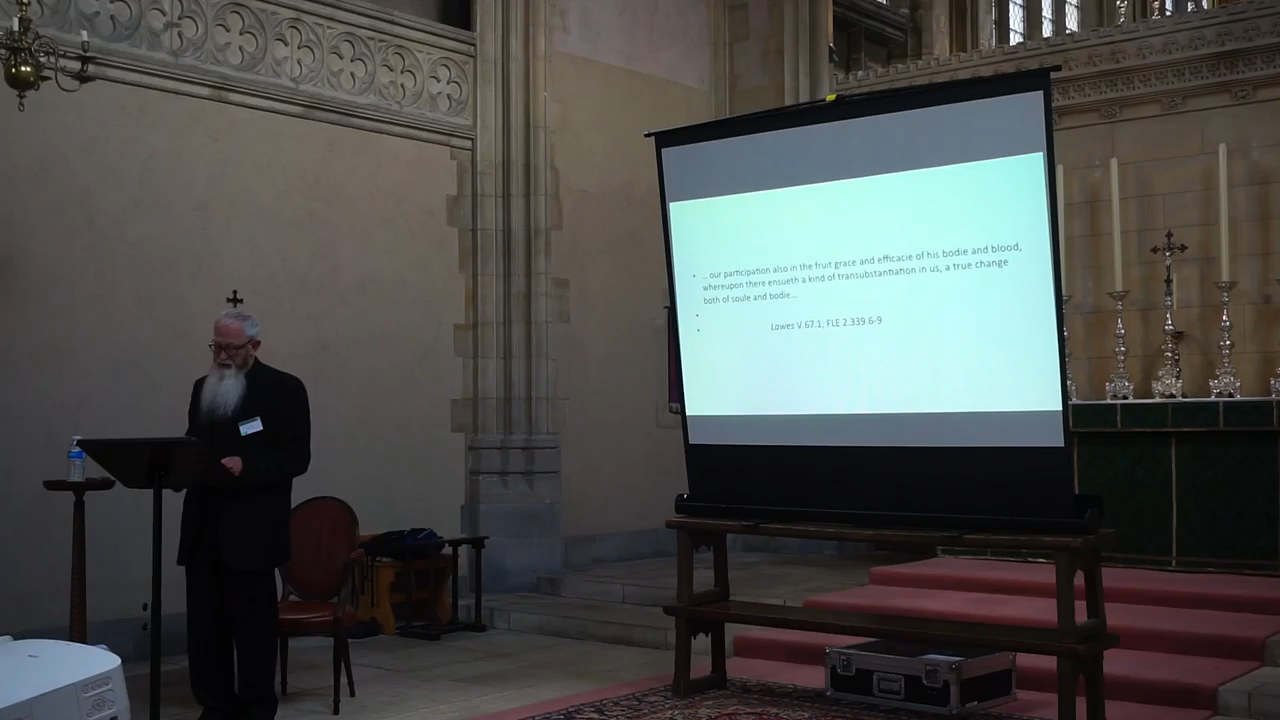 ... our participation also in the fruit grace and efficacie of his bodie and blood,
whereupon there ensueth a kind of transubstantiation in us, a true change
both of soule and bodie...
Lawes V.67.1; FLE 2.339.6-9